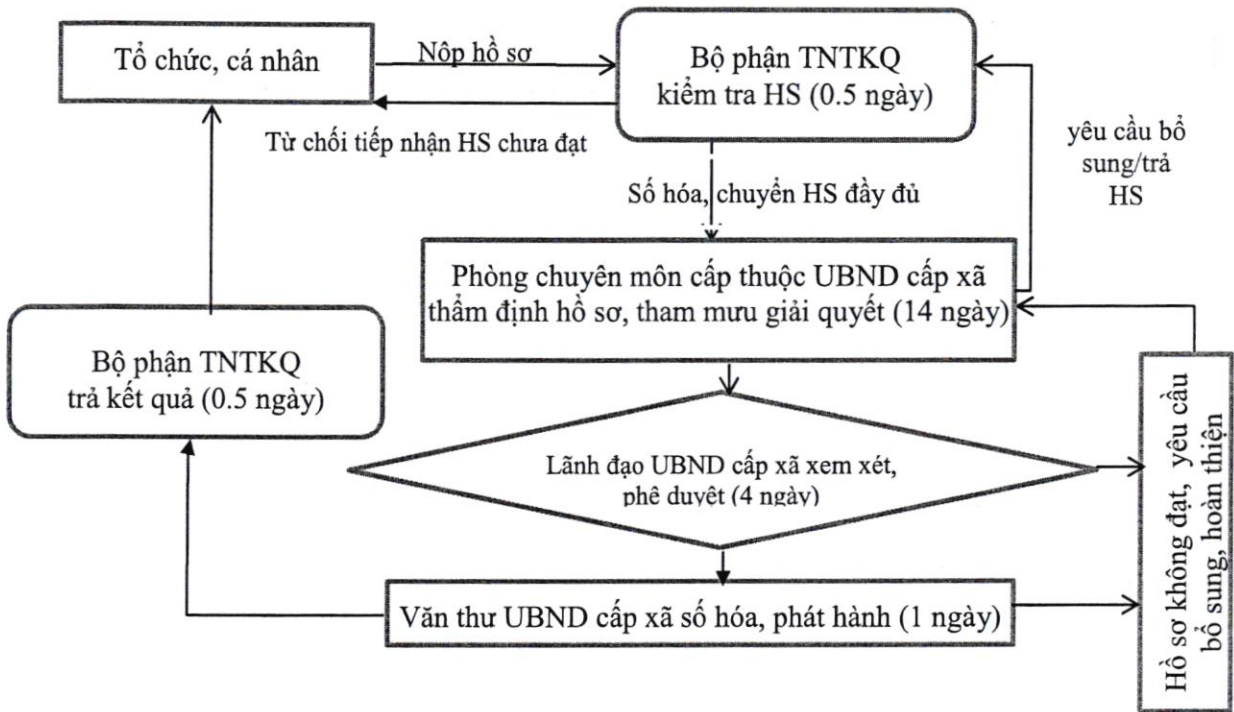 Tổ chức, cá nhân
Nôp hồ sơ
Bộ phận TNTKQ
kiểm tra HS (0.5 ngày)
Từ chối tiếp nhận HS chưa đạt
yêu cầu bổ
sung/trả
HS
Số hóa, chuyển HS đầy đủ
Phòng chuyên môn cấp thuộc UBND cấp xã
thẩm định hồ sơ, tham mưu giải quyết (14 ngày)
Bộ phận TNTKQ
trả kết quả (0.5 ngày)
Lãnh đạo UBND cấp xã xem xét,
phê duyêt (4 ngày)
Hồ sơ không đạt, yêu cầu
bổ sung, hoàn thiện
Văn thư UBND cấp xã số hóa, phát hành (1 ngày)